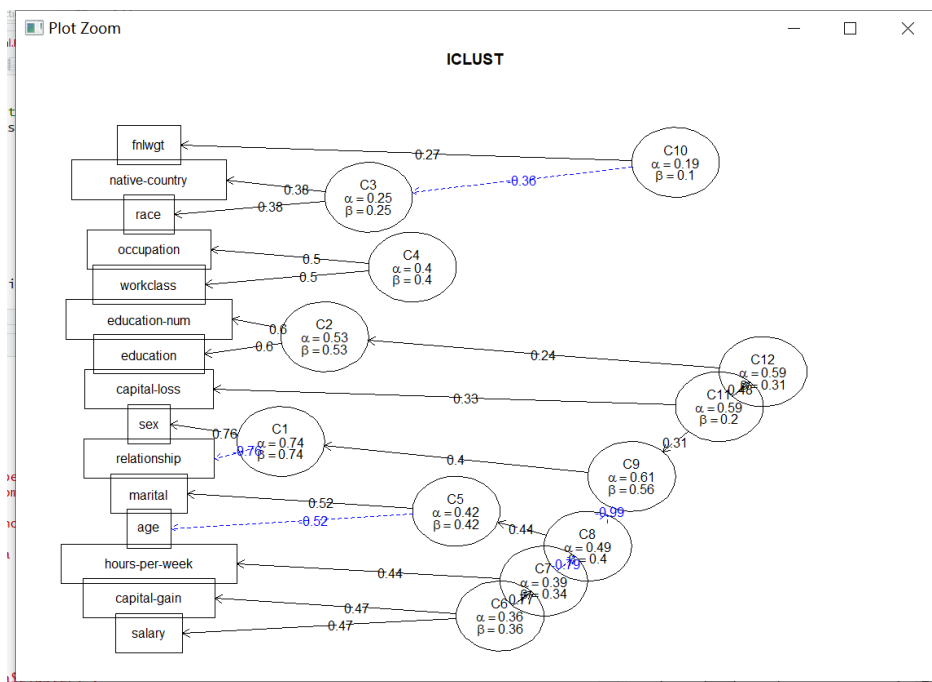 Plot Zoom
ICLUST
fnlwgt
native-country
race
occupation
workclass
education-num
education
capital-loss
sex
relationship
marital
age
hours-per-week
capital-gain
salary
C10
α = 0.19
β = 0.1
C3
α = 0.25
β = 0.25
C4
α = 0.4
β = 0.4
C2
α = 0.53
β = 0.53
C12
α = 0.59
β = 0.31
C11
α = 0.59
β = 0.2
C1
α = 0.74
β = 0.74
C9
α = 0.61
β = 0.56
C5
α = 0.42
β = 0.42
C8
α = 0.49
β = 0.4
C7
α = 0.39
β = 0.34
C6
α = 0.36
β = 0.36
0.27
-0.36
0.38
0.38
0.5
0.5
0.6
0.6
0.24
0.48
0.33
0.31
0.76
-0.76
0.4
0.52
-0.52
0.44
-0.99
-0.79
0.44
0.77
0.47
0.47